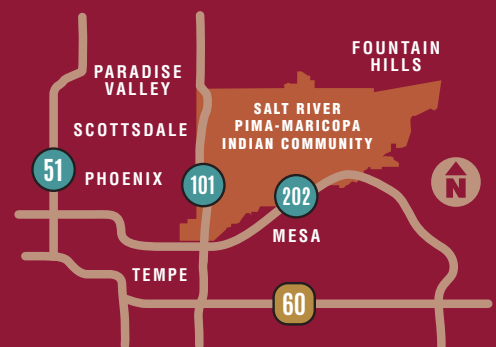 FOUNTAIN
HILLS
PARADISE
VALLEY
SALT RIVER
PIMA-MARICOPA
INDIAN COMMUNITY
SCOTTSDALE
51
PHOENIX
101
202
N
MESA
TEMPE
60